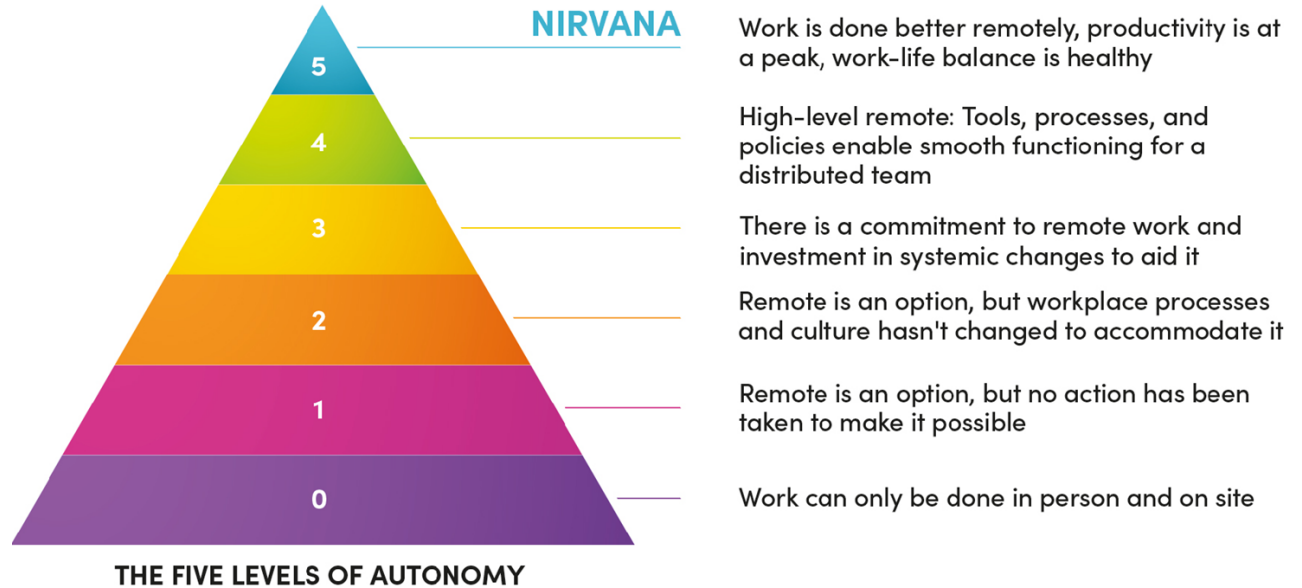 NIRVANA
5
Work is done better remotely, productivity is at
a peak, work-life balance is healthy
4
High-level remote: Tools, processes, and
policies enable smooth functioning for a
distributed team
3
There is a commitment to remote work and
investment in systemic changes to aid it
2
Remote is an option, but workplace processes
and culture hasn't changed to accommodate it
1
Remote is an option, but no action has been
taken to make it possible
0
Work can only be done in person and on site
THE FIVE LEVELS OF AUTONOMY